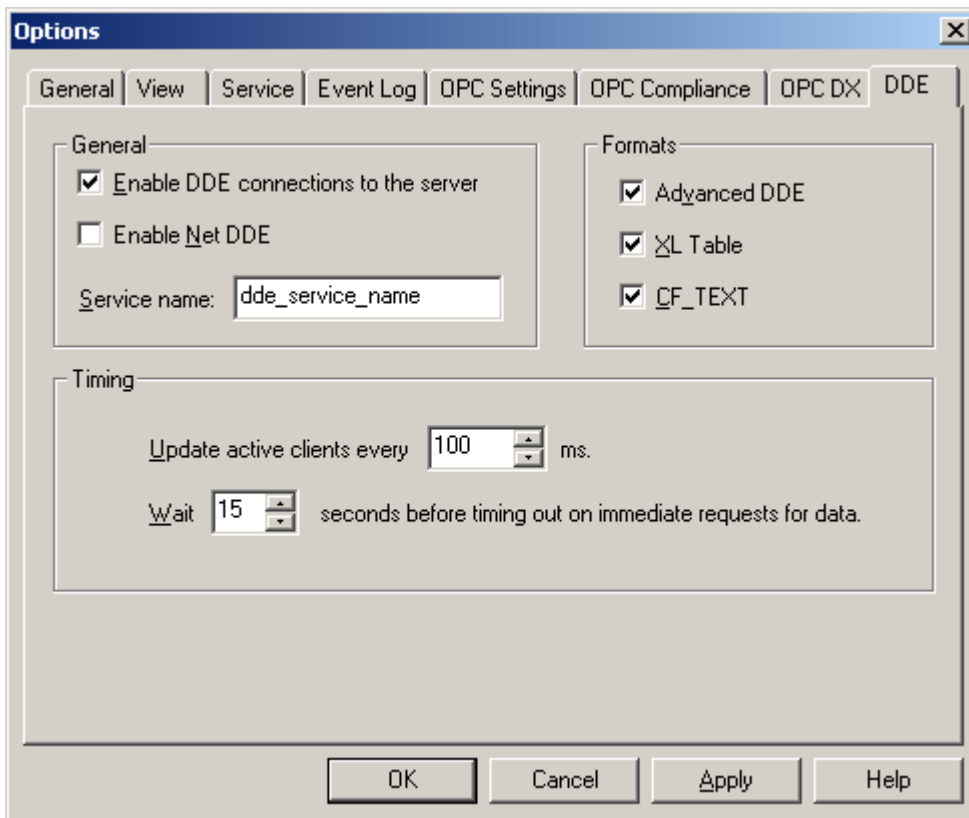 Options
General View Service Event Log OPC Settings OPC Compliance OPC DX DDE
General
Enable DDE connections to the server
Enable Net DDE
Service name: dde_service_name
Formats
Advanced DDE
XL Table
CF_TEXT
Timing
Update active clients every 100 ms.
Wait 15 seconds before timing out on immediate requests for data.
OK Cancel Apply Help